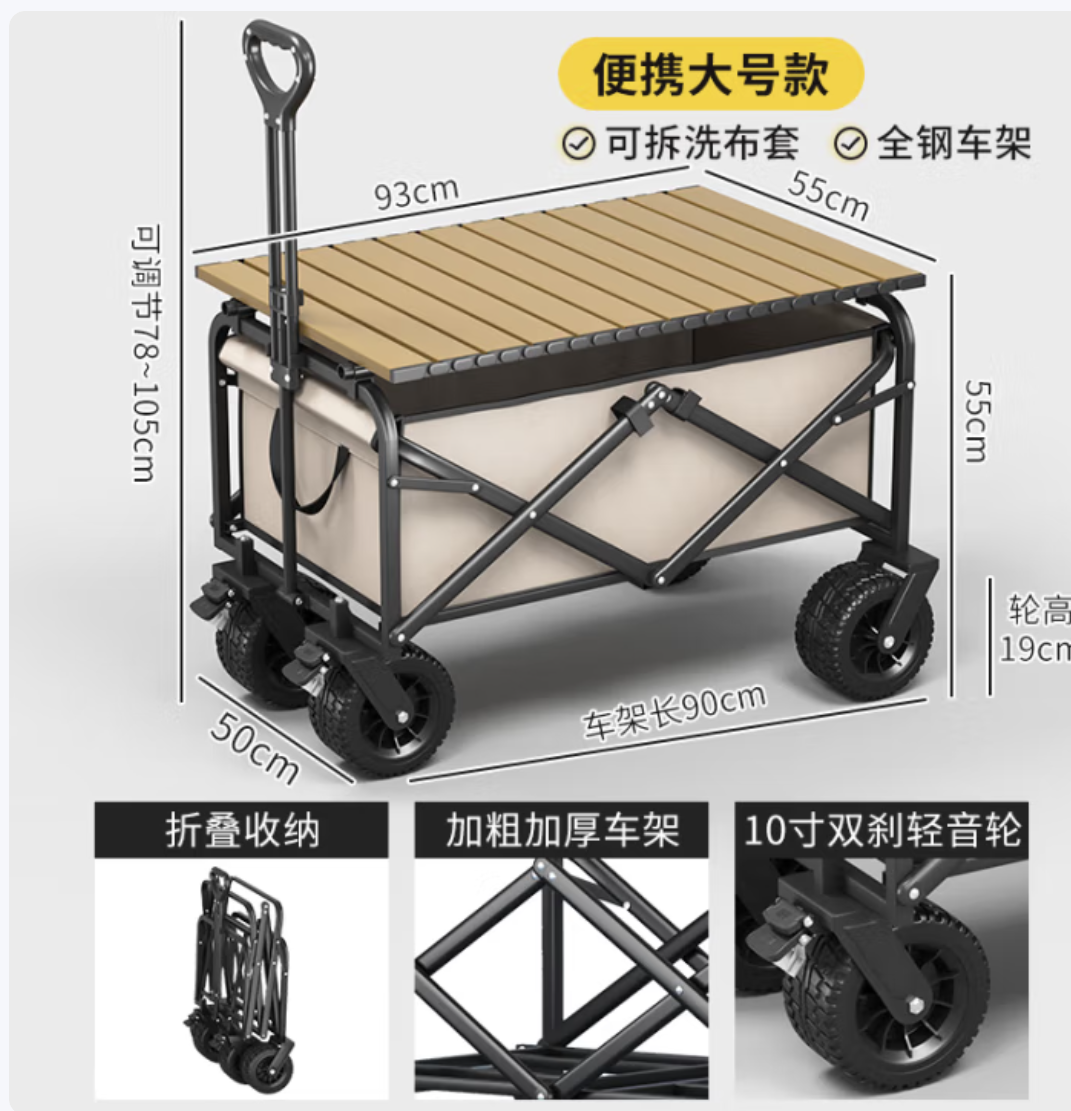 便携大号款
可拆洗布套 全钢车架
93cm
55cm
可调节78~105cm
55cm
轮高
19cm
车架长90cm
50cm
折叠收纳
加粗加厚车架
10寸双刹轻音轮